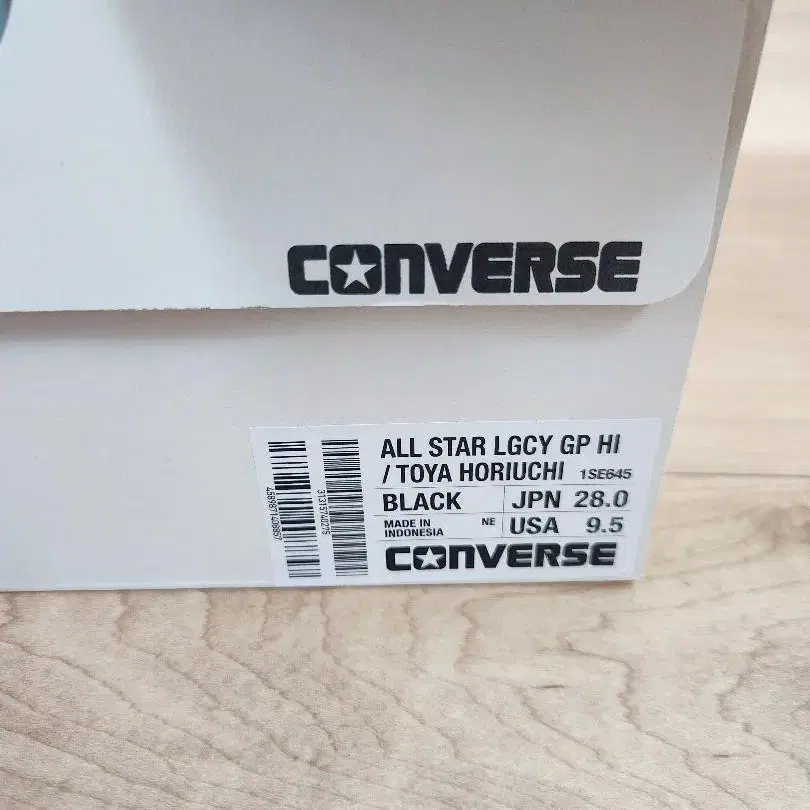 CONVERSE
ALL STAR LGCY GP HI
/ TOYA HORIUCHI 1SE645
BLACK JPN 28.0
MADE IN INDONESIA NE USA 9.5
CONVERSE
31315740275